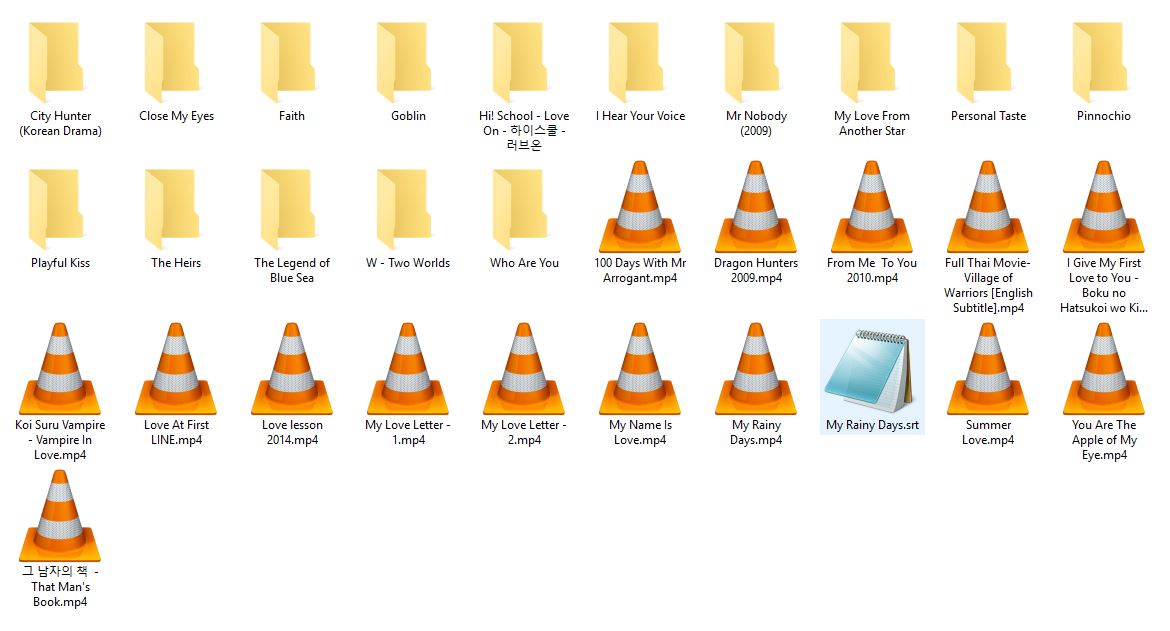 City Hunter
(Korean Drama)
Close My Eyes
Faith
Goblin
Hi! School - Love
On - 하이스쿨 -
러브온
I Hear Your Voice
Mr Nobody
(2009)
My Love From
Another Star
Personal Taste
Pinnochio
Playful Kiss
The Heirs
The Legend of
Blue Sea
W - Two Worlds
Who Are You
100 Days With Mr
Arrogant.mp4
Dragon Hunters
2009.mp4
From Me  To You
2010.mp4
Full Thai Movie-
Village of
Warriors [English
Subtitle].mp4
I Give My First
Love to You -
Boku no
Hatsukoi wo Ki...
Koi Suru Vampire
- Vampire In
Love.mp4
Love At First
LINE.mp4
Love lesson
2014.mp4
My Love Letter -
1.mp4
My Love Letter -
2.mp4
My Name Is
Love.mp4
My Rainy
Days.mp4
My Rainy Days.srt
Summer
Love.mp4
You Are The
Apple of My
Eye.mp4
그 남자의 책  -
That Man's
Book.mp4